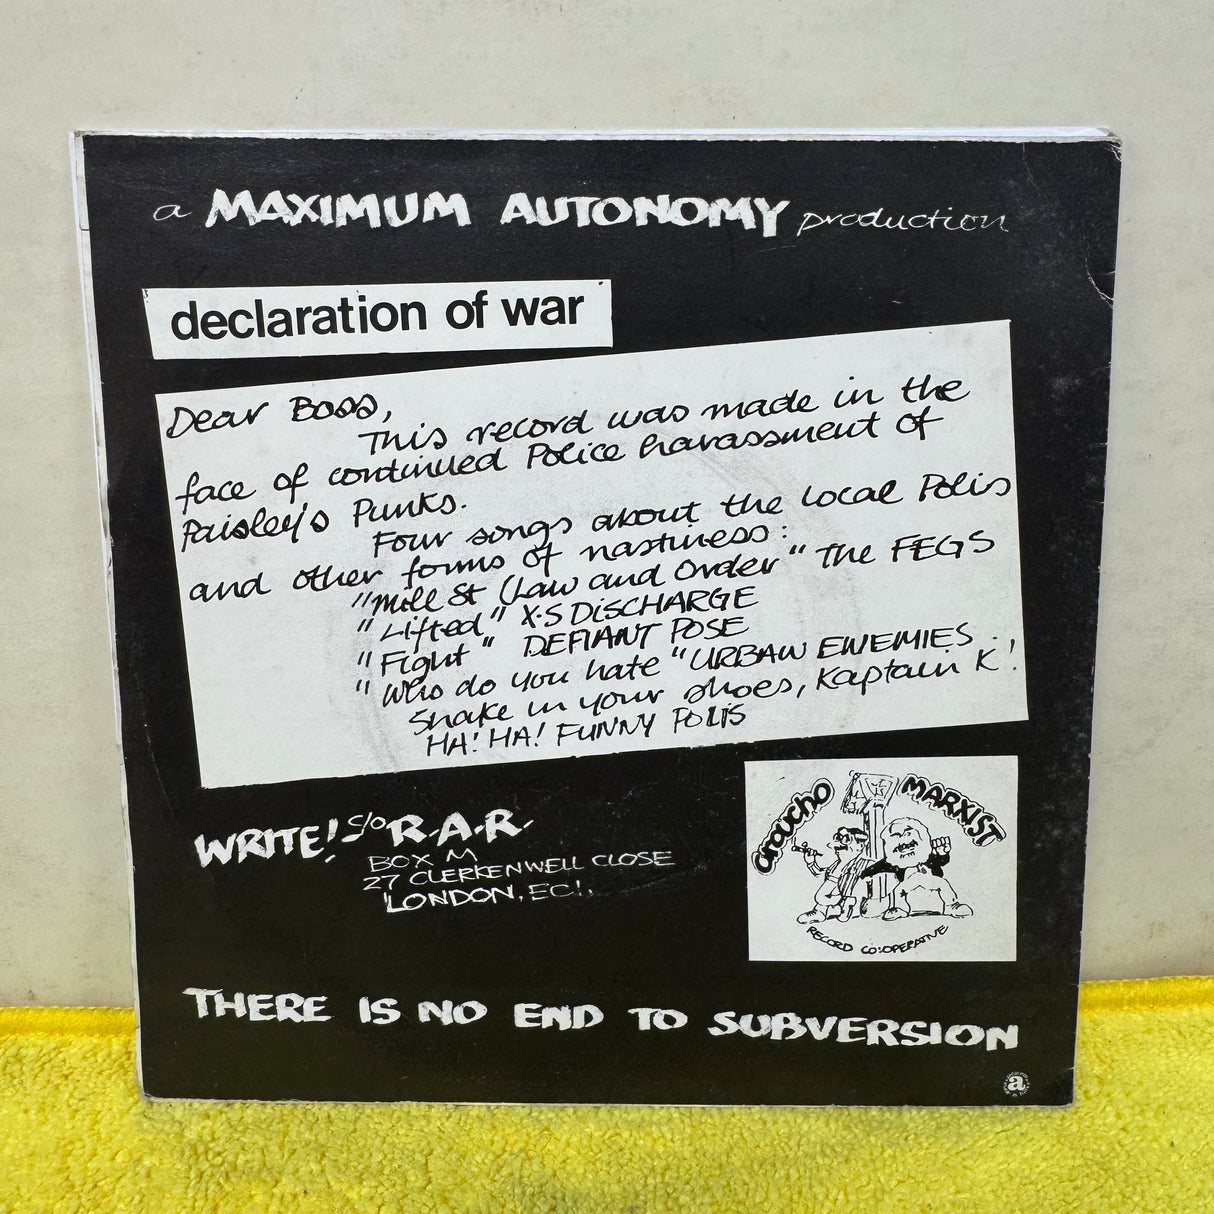 a MAXIMUM AUTONOMY production
declaration of war
Dear Boss,
This record was made in the
face of continued Police harassment of
Paisley's Punks.
Four songs about the Local Polis
and other forms of nastiness:
"Mill St (Law and Order" The FEGS
"Lifted" X.S DISCHARGE
"Fight" DEFIANT POSE
"Who do you hate "URBAN ENEMIES.
Shake in your shoes, Kaptain K!
HA! HA! FUNNY POLIS
WRITE! c/o R.A.R.
BOX M
27 CLERKENWELL CLOSE
LONDON, EC1.
Groucho MARXIST
RECORD CO:OPERATIVE
THERE IS NO END TO SUBVERSION
a